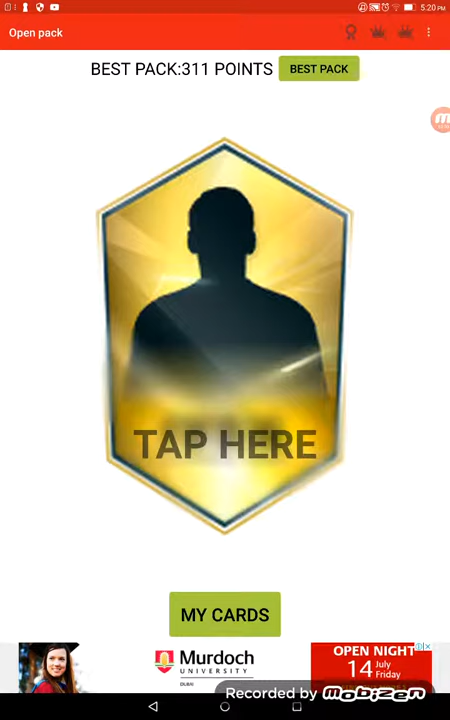 5:20 PM
Open pack
BEST PACK:311 POINTS
BEST PACK
TAP HERE
MY CARDS
Murdoch
UNIVERSITY
DUBAI
OPEN NIGHT
14 July
Friday
Recorded by mobizen